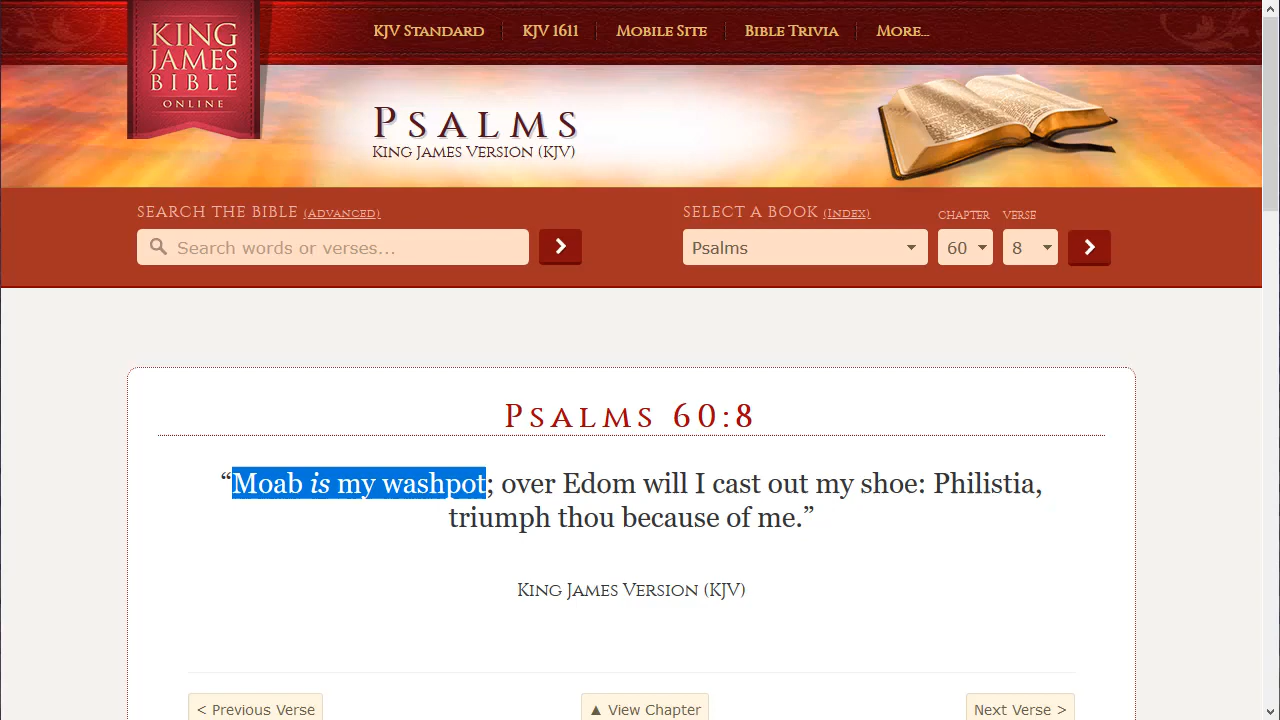 KING JAMES BIBLE ONLINE
KJV Standard KJV 1611 Mobile Site Bible Trivia More...
Psalms
King James Version (KJV)
SEARCH THE BIBLE (Advanced)
Search words or verses...
SELECT A BOOK (Index) CHAPTER VERSE
Psalms 60 8
Psalms 60:8
“Moab is my washpot; over Edom will I cast out my shoe: Philistia,
triumph thou because of me.”
King James Version (KJV)
< Previous Verse ▲ View Chapter Next Verse >